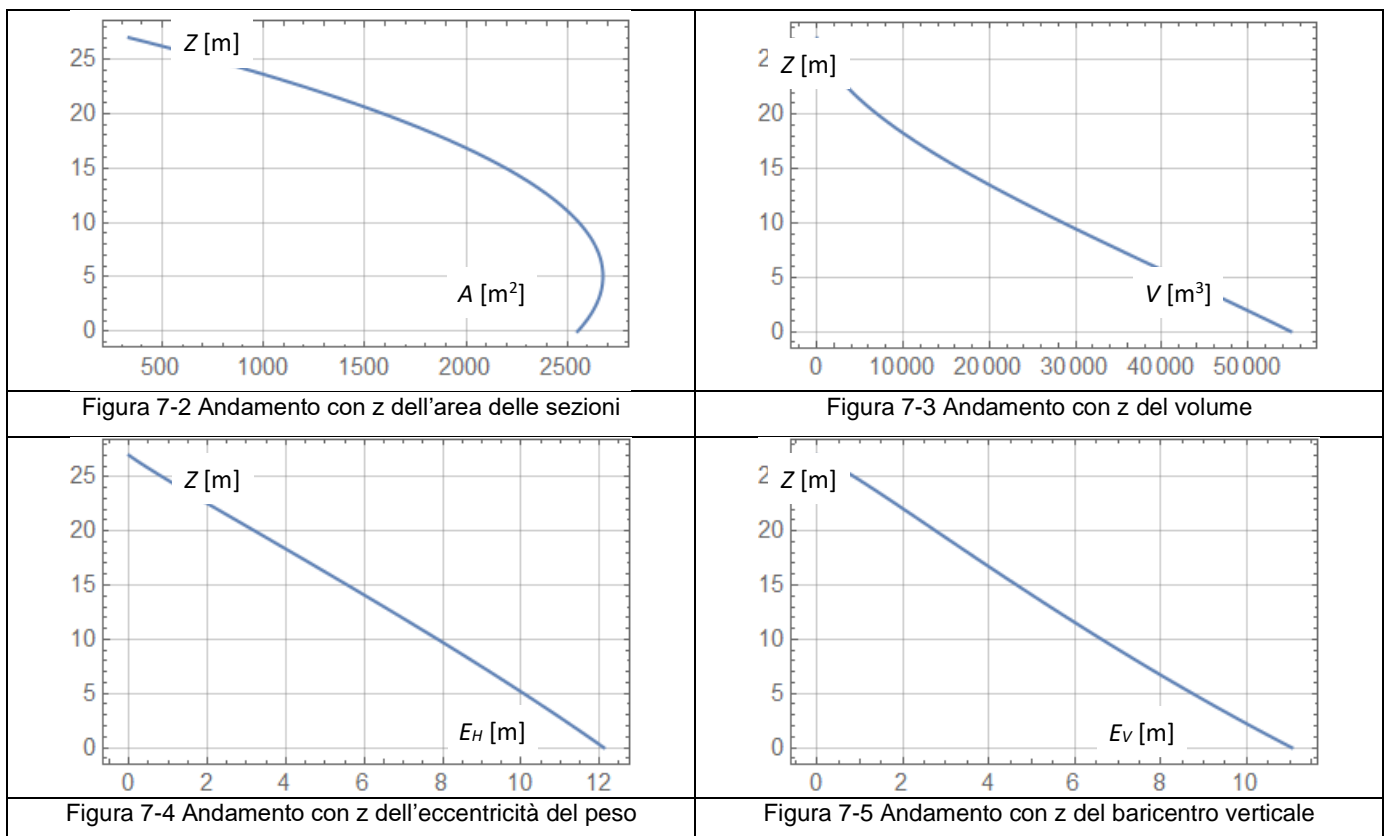 Z [m]
25
20
15
10
5
0
A [m²]
500 1000 1500 2000 2500
Figura 7-2 Andamento con z dell'area delle sezioni
2
Z [m]
20
15
10
5
0
V [m³]
0 10000 20000 30000 40000 50000
Figura 7-3 Andamento con z del volume
25
Z [m]
20
15
10
5
0
E_H [m]
0 2 4 6 8 10 12
Figura 7-4 Andamento con z dell'eccentricità del peso
2
Z [m]
20
15
10
5
0
E_V [m]
0 2 4 6 8 10
Figura 7-5 Andamento con z del baricentro verticale